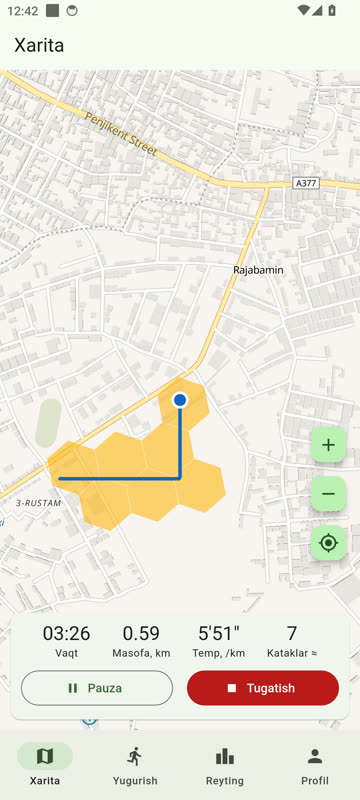 12:42
Xarita
Penjikent Street
A377
Rajabamin
3-RUSTAM
03:26 0.59 5'51" 7
Vaqt Masofa, km Temp, /km Kataklar ≈
Pauza Tugatish
Xarita Yugurish Reyting Profil